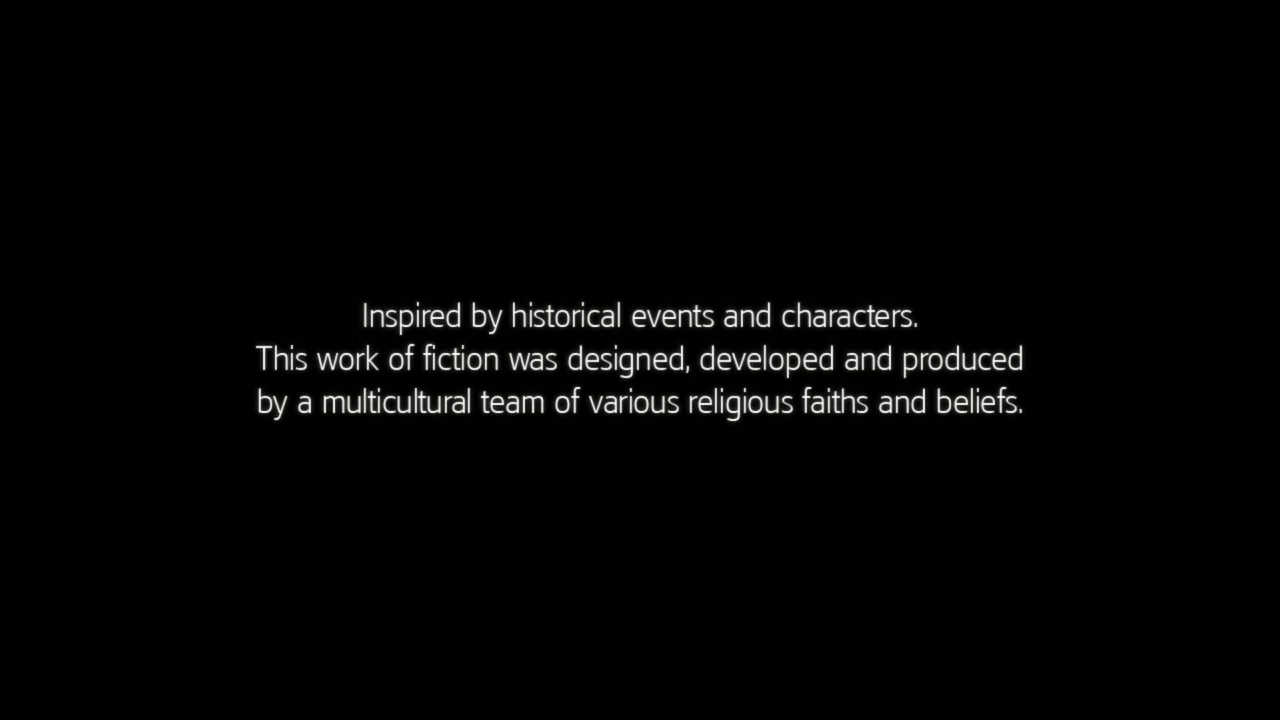 Inspired by historical events and characters.
This work of fiction was designed, developed and produced
by a multicultural team of various religious faiths and beliefs.